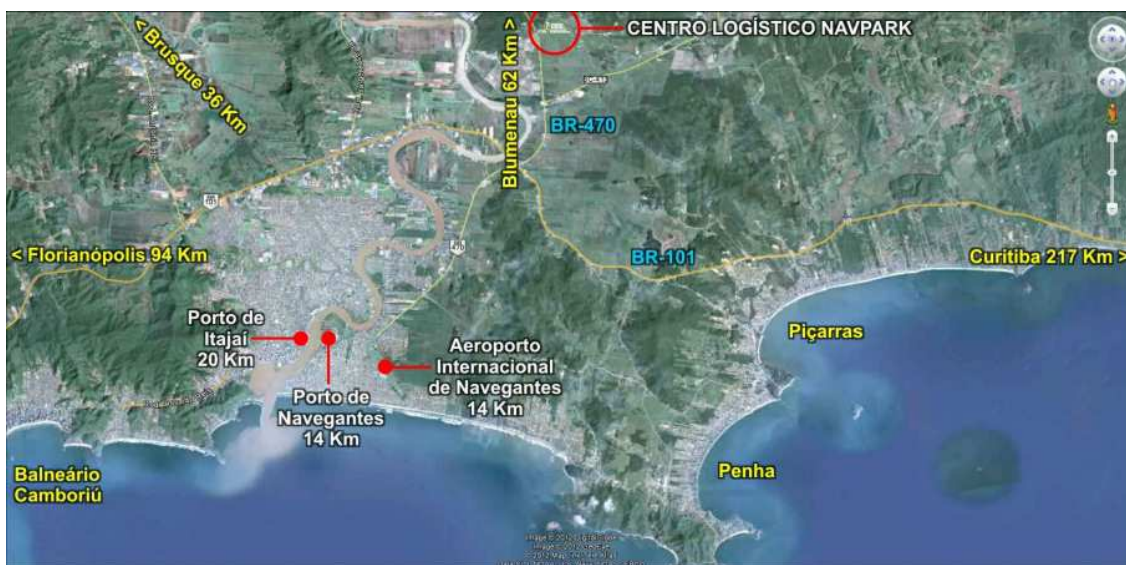 < Brusque 36 Km
Blumenau 62 Km >
CENTRO LOGÍSTICO NAVPARK
BR-470
< Florianópolis 94 Km
BR-101
Curitiba 217 Km >
Porto de
Itajaí
20 Km
Aeroporto
Internacional
de Navegantes
14 Km
Piçarras
Porto de
Navegantes
14 Km
Balneário
Camboriú
Penha
101
470